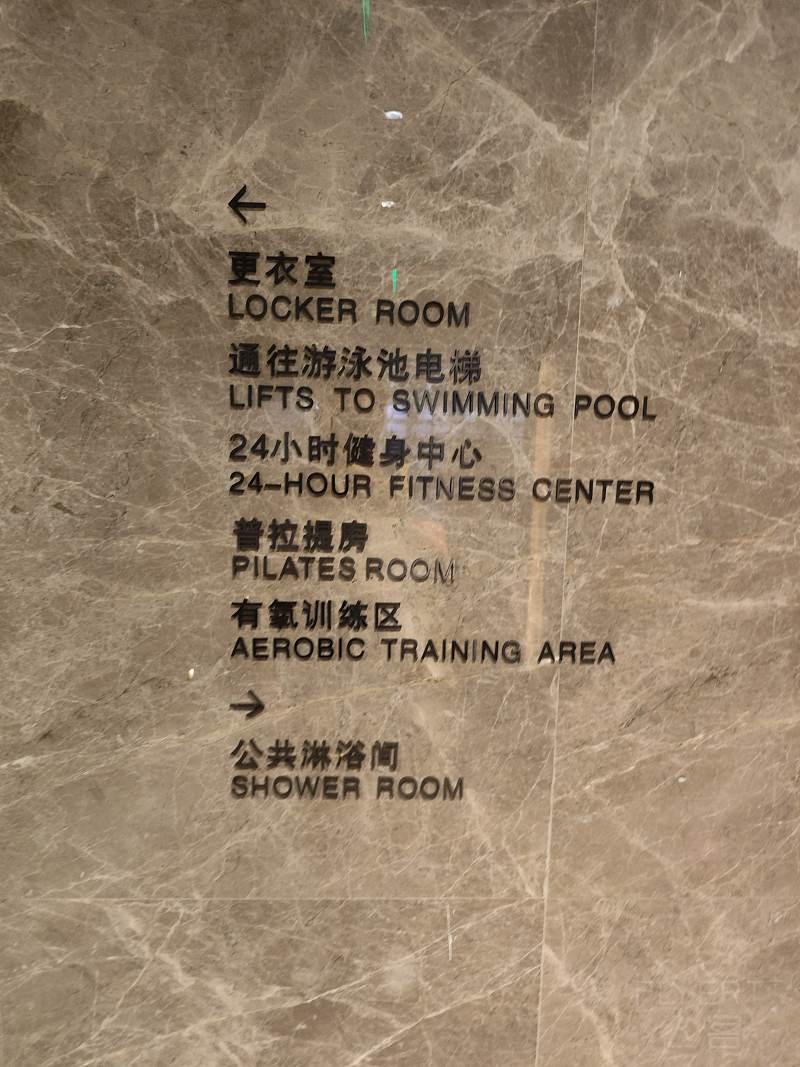 ←
更衣室
LOCKER ROOM
通往游泳池电梯
LIFTS TO SWIMMING POOL
24小时健身中心
24-HOUR FITNESS CENTER
普拉提房
PILATES ROOM
有氧训练区
AEROBIC TRAINING AREA
→
公共淋浴间
SHOWER ROOM